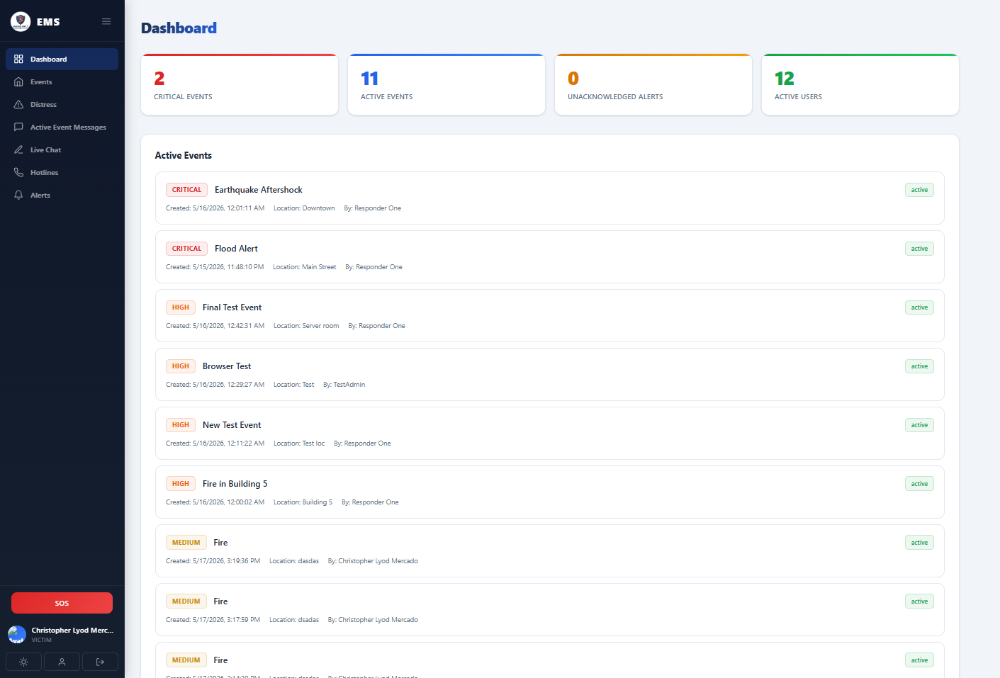 EMS
Dashboard
Events
Distress
Active Event Messages
Live Chat
Hotlines
Alerts
SOS
Christopher Lyod Merc...
VICTIM
Dashboard
2
CRITICAL EVENTS
11
ACTIVE EVENTS
0
UNACKNOWLEDGED ALERTS
12
ACTIVE USERS
Active Events
CRITICAL Earthquake Aftershock active
Created: 5/16/2026, 12:01:11 AM Location: Downtown By: Responder One
CRITICAL Flood Alert active
Created: 5/15/2026, 11:48:10 PM Location: Main Street By: Responder One
HIGH Final Test Event active
Created: 5/16/2026, 12:42:31 AM Location: Server room By: Responder One
HIGH Browser Test active
Created: 5/16/2026, 12:29:27 AM Location: Test By: TestAdmin
HIGH New Test Event active
Created: 5/16/2026, 12:11:22 AM Location: Test loc By: Responder One
HIGH Fire in Building 5 active
Created: 5/16/2026, 12:00:02 AM Location: Building 5 By: Responder One
MEDIUM Fire active
Created: 5/17/2026, 3:19:36 PM Location: dasdas By: Christopher Lyod Mercado
MEDIUM Fire active
Created: 5/17/2026, 3:17:59 PM Location: dsadas By: Christopher Lyod Mercado
MEDIUM Fire active